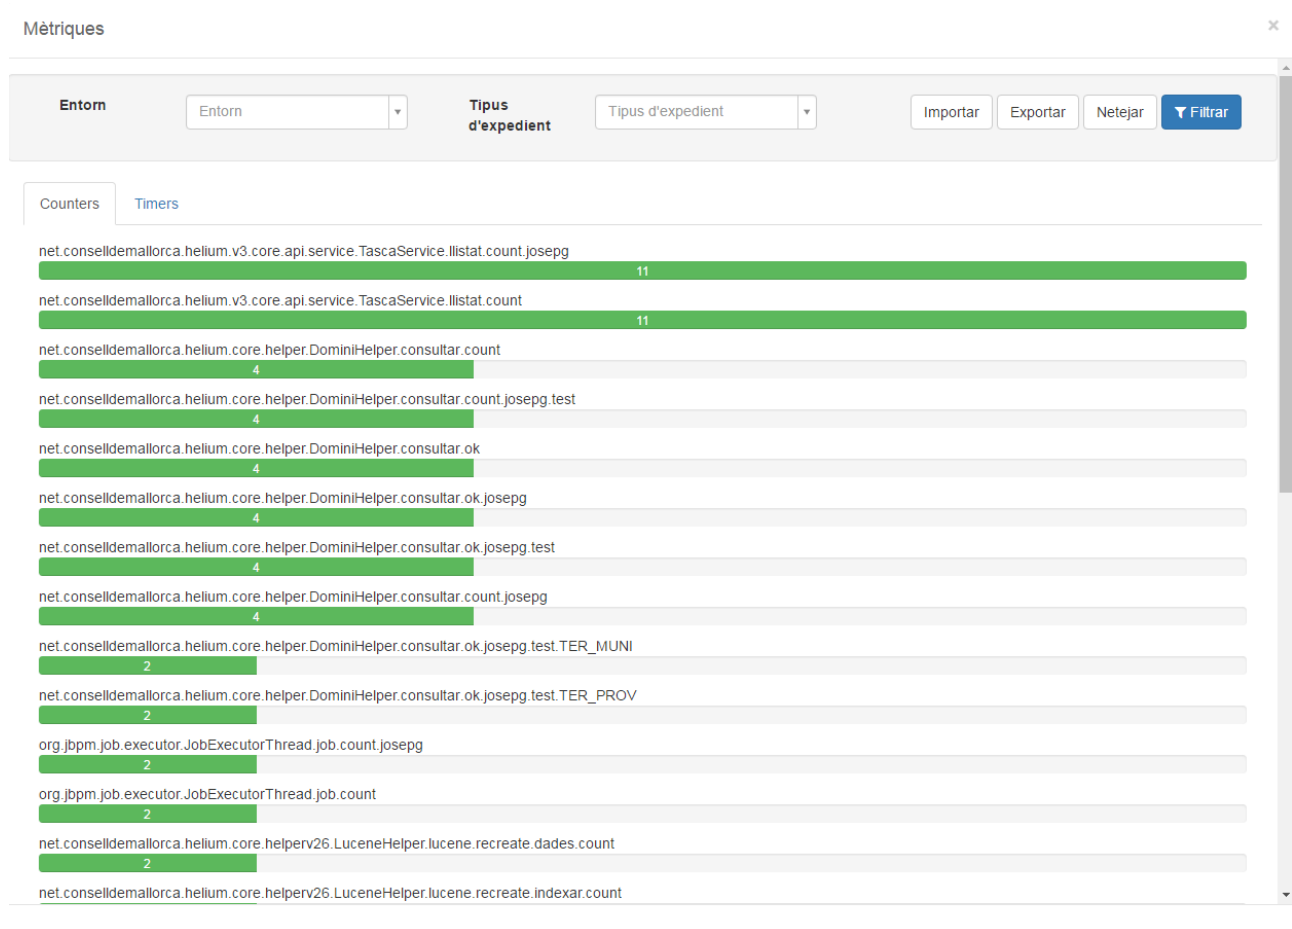 Mètriques
×
Entorn
Entorn
Tipus d'expedient
Tipus d'expedient
Importar
Exportar
Netejar
Filtrar
Counters
Timers
net.conselldemallorca.helium.v3.core.api.service.TascaService.llistat.count.josepg
11
net.conselldemallorca.helium.v3.core.api.service.TascaService.llistat.count
11
net.conselldemallorca.helium.core.helper.DominiHelper.consultar.count
4
net.conselldemallorca.helium.core.helper.DominiHelper.consultar.count.josepg.test
4
net.conselldemallorca.helium.core.helper.DominiHelper.consultar.ok
4
net.conselldemallorca.helium.core.helper.DominiHelper.consultar.ok.josepg
4
net.conselldemallorca.helium.core.helper.DominiHelper.consultar.ok.josepg.test
4
net.conselldemallorca.helium.core.helper.DominiHelper.consultar.count.josepg
4
net.conselldemallorca.helium.core.helper.DominiHelper.consultar.ok.josepg.test.TER_MUNI
2
net.conselldemallorca.helium.core.helper.DominiHelper.consultar.ok.josepg.test.TER_PROV
2
org.jbpm.job.executor.JobExecutorThread.job.count.josepg
2
org.jbpm.job.executor.JobExecutorThread.job.count
2
net.conselldemallorca.helium.core.helperv26.LuceneHelper.lucene.recreate.dades.count
2
net.conselldemallorca.helium.core.helperv26.LuceneHelper.lucene.recreate.indexar.count